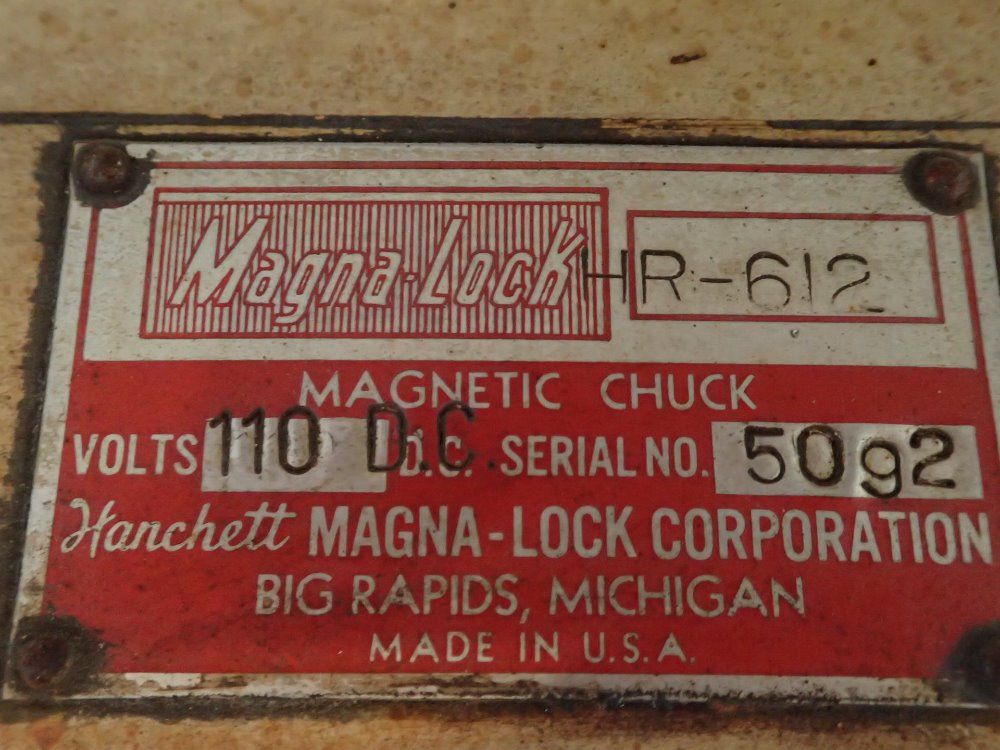 Magna-Lock HR-612
MAGNETIC CHUCK
VOLTS 110 D.C. D.C. SERIAL NO. 5092
Hanchett MAGNA-LOCK CORPORATION
BIG RAPIDS, MICHIGAN
MADE IN U.S.A.